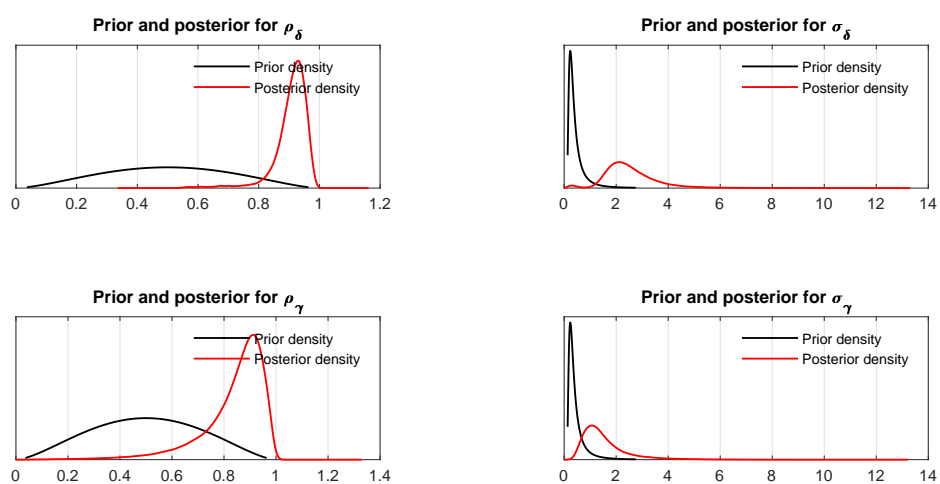 Prior and posterior for ρδ
Prior density
Posterior density
0 0.2 0.4 0.6 0.8 1 1.2
Prior and posterior for σδ
Prior density
Posterior density
0 2 4 6 8 10 12 14
Prior and posterior for ργ
Prior density
Posterior density
0 0.2 0.4 0.6 0.8 1 1.2 1.4
Prior and posterior for σγ
Prior density
Posterior density
0 2 4 6 8 10 12 14